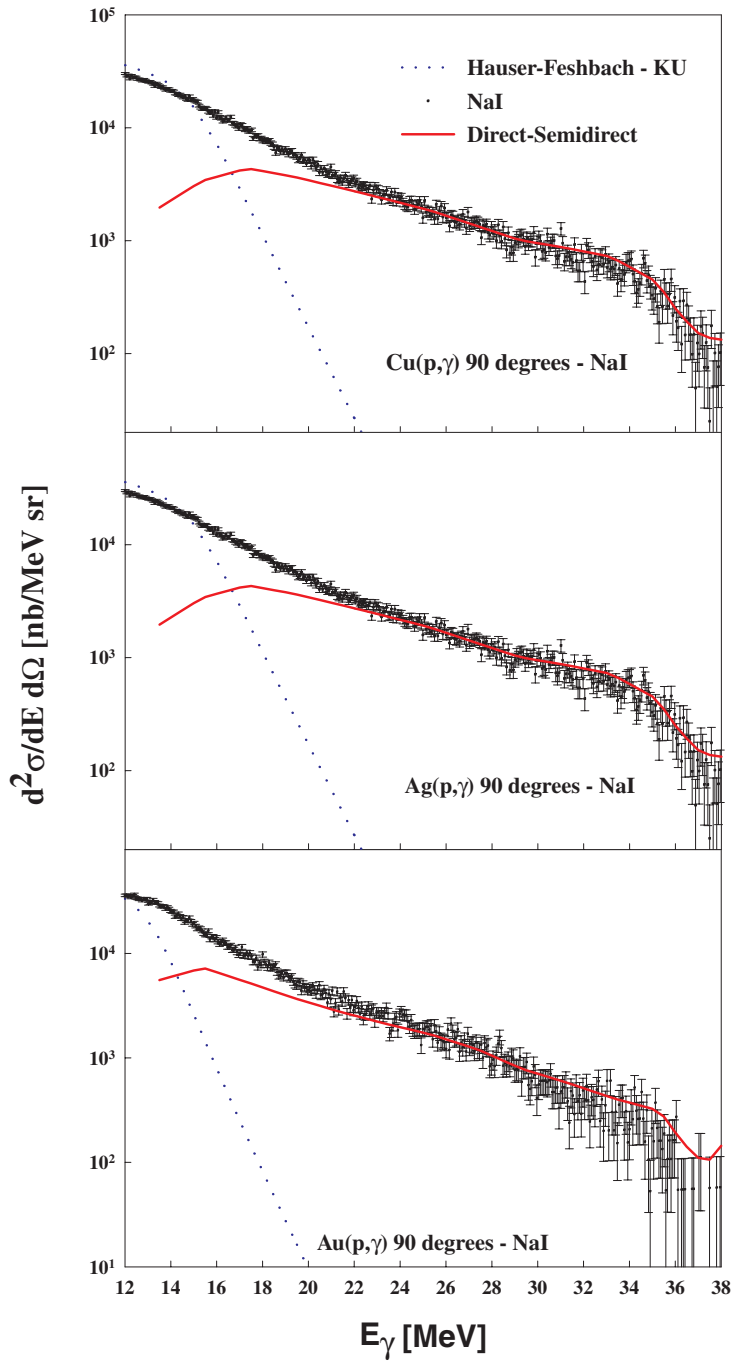 10⁵
10⁴
10³
10²
Hauser-Feshbach - KU
NaI
Direct-Semidirect
Cu(p,γ) 90 degrees - NaI
10⁴
10³
10²
Ag(p,γ) 90 degrees - NaI
d²σ/dE dΩ [nb/MeV sr]
10⁴
10³
10²
10¹
Au(p,γ) 90 degrees - NaI
12 14 16 18 20 22 24 26 28 30 32 34 36 38
Eγ [MeV]